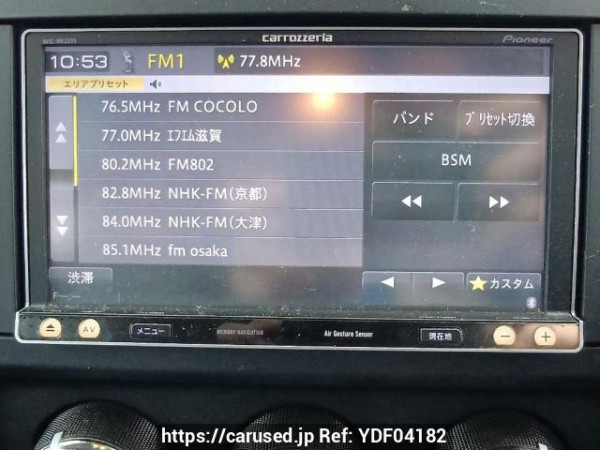 carrozzeria
Pioneer
10:53 FM1 77.8MHz
エリアプリセット
76.5MHz FM COCOLO
77.0MHz ｴﾌｴﾑ滋賀
80.2MHz FM802
82.8MHz NHK-FM(京都)
84.0MHz NHK-FM(大津)
85.1MHz fm osaka
バンド
ﾌﾟﾘｾｯﾄ切換
BSM
渋滞
カスタム
AV
メニュー
MEMORY NAVIGATION
Air Gesture Sensor
現在地
https://carused.jp Ref: YDF04182